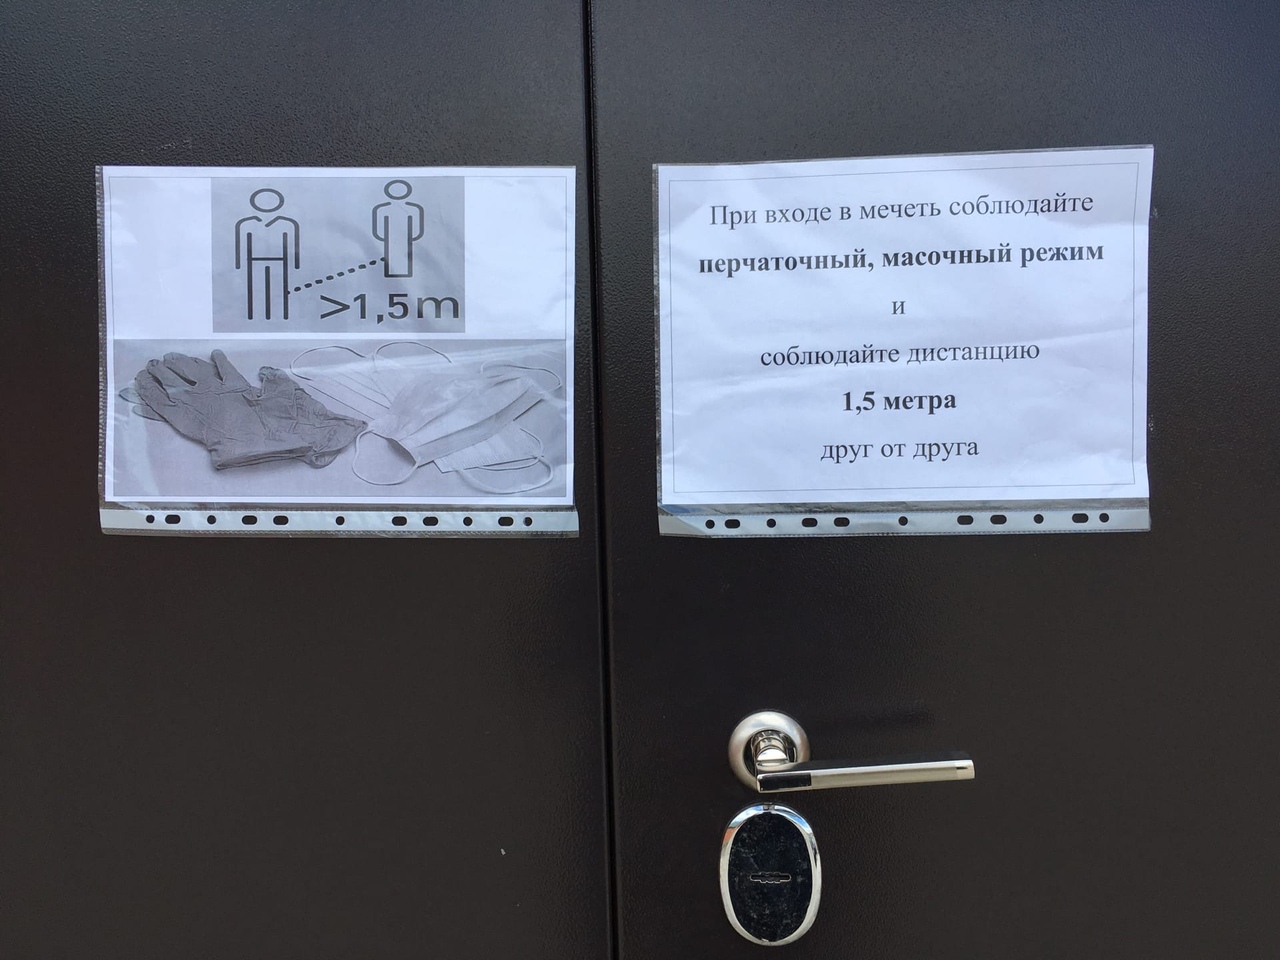 >1,5m
При входе в мечеть соблюдайте
перчаточный, масочный режим
и
соблюдайте дистанцию
1,5 метра
друг от друга